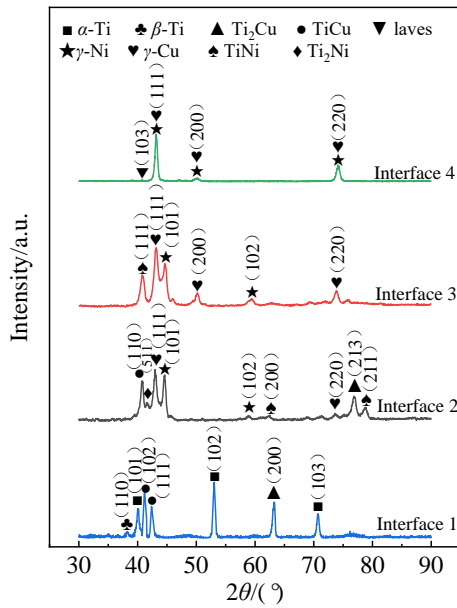 ■ α-Ti ♣ β-Ti ▲ Ti₂Cu ● TiCu ▼ laves
★ γ-Ni ♥ γ-Cu ♠ TiNi ♦ Ti₂Ni
Intensity/a.u.
(103)
(111)
(200)
(220)
Interface 4
(111)
(111)
(101)
(200)
(102)
(220)
Interface 3
(110)
(511)
(111)
(101)
(102)
(200)
(220)
(213)
(211)
Interface 2
(110)
(101)
(102)
(111)
(102)
(200)
(103)
Interface 1
30 40 50 60 70 80 90
2θ/(°)